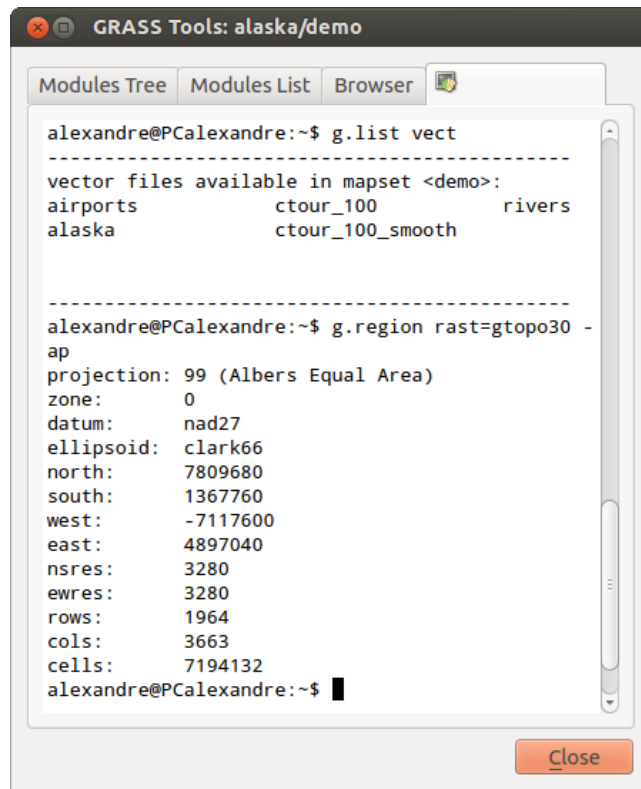 GRASS Tools: alaska/demo
Modules Tree Modules List Browser
alexandre@PCalexandre:~$ g.list vect
----------------------------------------------
vector files available in mapset <demo>:
airports ctour_100 rivers
alaska ctour_100_smooth
----------------------------------------------
alexandre@PCalexandre:~$ g.region rast=gtopo30 -
ap
projection: 99 (Albers Equal Area)
zone: 0
datum: nad27
ellipsoid: clark66
north: 7809680
south: 1367760
west: -7117600
east: 4897040
nsres: 3280
ewres: 3280
rows: 1964
cols: 3663
cells: 7194132
alexandre@PCalexandre:~$
Close